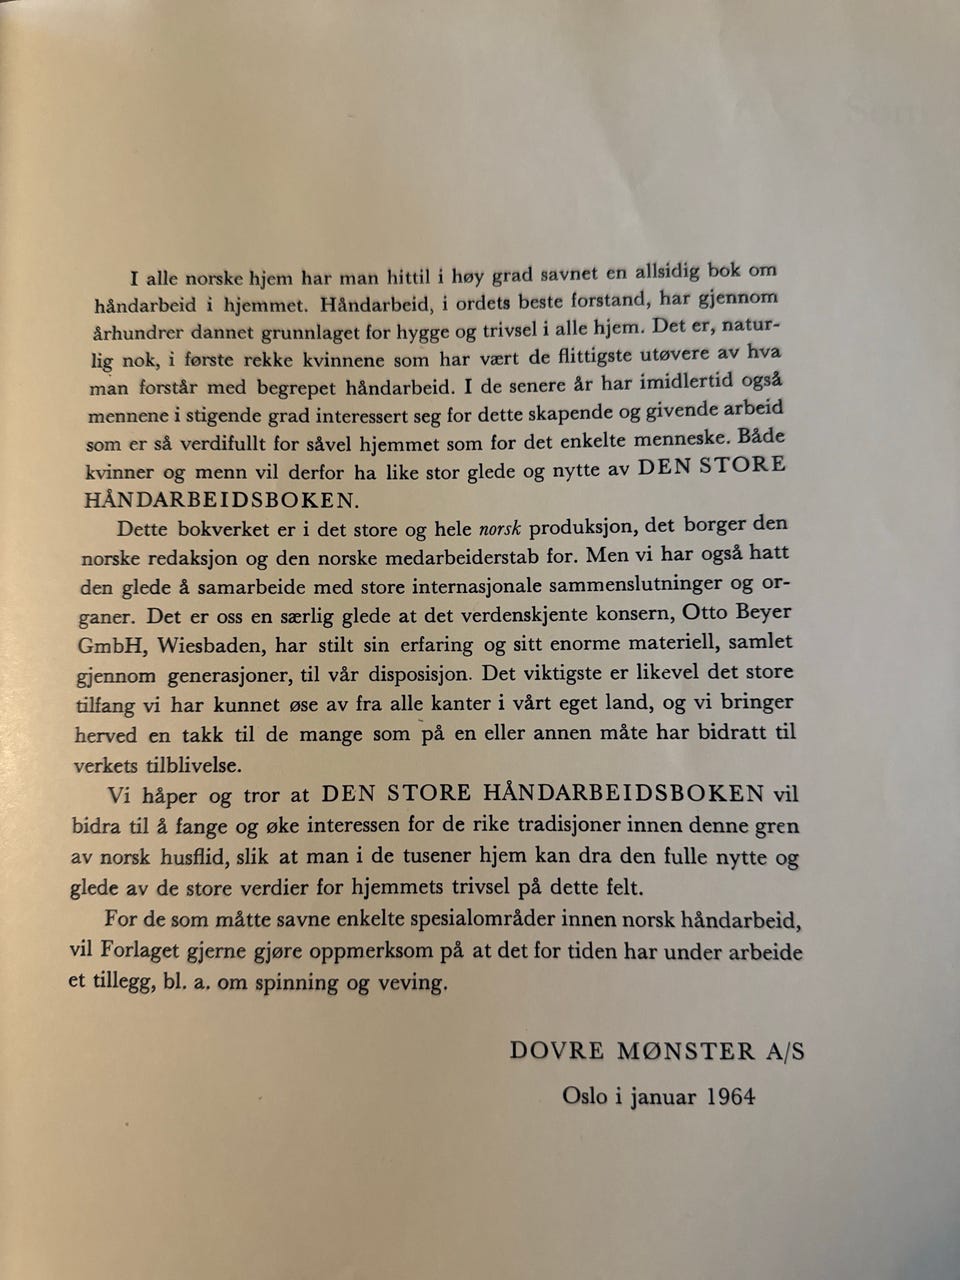 I alle norske hjem har man hittil i høy grad savnet en allsidig bok om
håndarbeid i hjemmet. Håndarbeid, i ordets beste forstand, har gjennom
århundrer dannet grunnlaget for hygge og trivsel i alle hjem. Det er, natur-
lig nok, i første rekke kvinnene som har vært de flittigste utøvere av hva
man forstår med begrepet håndarbeid. I de senere år har imidlertid også
mennene i stigende grad interessert seg for dette skapende og givende arbeid
som er så verdifullt for såvel hjemmet som for det enkelte menneske. Både
kvinner og menn vil derfor ha like stor glede og nytte av DEN STORE
HÅNDARBEIDSBOKEN.
Dette bokverket er i det store og hele norsk produksjon, det borger den
norske redaksjon og den norske medarbeiderstab for. Men vi har også hatt
den glede å samarbeide med store internasjonale sammenslutninger og or-
ganer. Det er oss en særlig glede at det verdenskjente konsern, Otto Beyer
GmbH, Wiesbaden, har stilt sin erfaring og sitt enorme materiell, samlet
gjennom generasjoner, til vår disposisjon. Det viktigste er likevel det store
tilfang vi har kunnet øse av fra alle kanter i vårt eget land, og vi bringer
herved en takk til de mange som på en eller annen måte har bidratt til
verkets tilblivelse.
Vi håper og tror at DEN STORE HÅNDARBEIDSBOKEN vil
bidra til å fange og øke interessen for de rike tradisjoner innen denne gren
av norsk husflid, slik at man i de tusener hjem kan dra den fulle nytte og
glede av de store verdier for hjemmets trivsel på dette felt.
For de som måtte savne enkelte spesialområder innen norsk håndarbeid,
vil Forlaget gjerne gjøre oppmerksom på at det for tiden har under arbeide
et tillegg, bl. a. om spinning og veving.
DOVRE MØNSTER A/S
Oslo i januar 1964